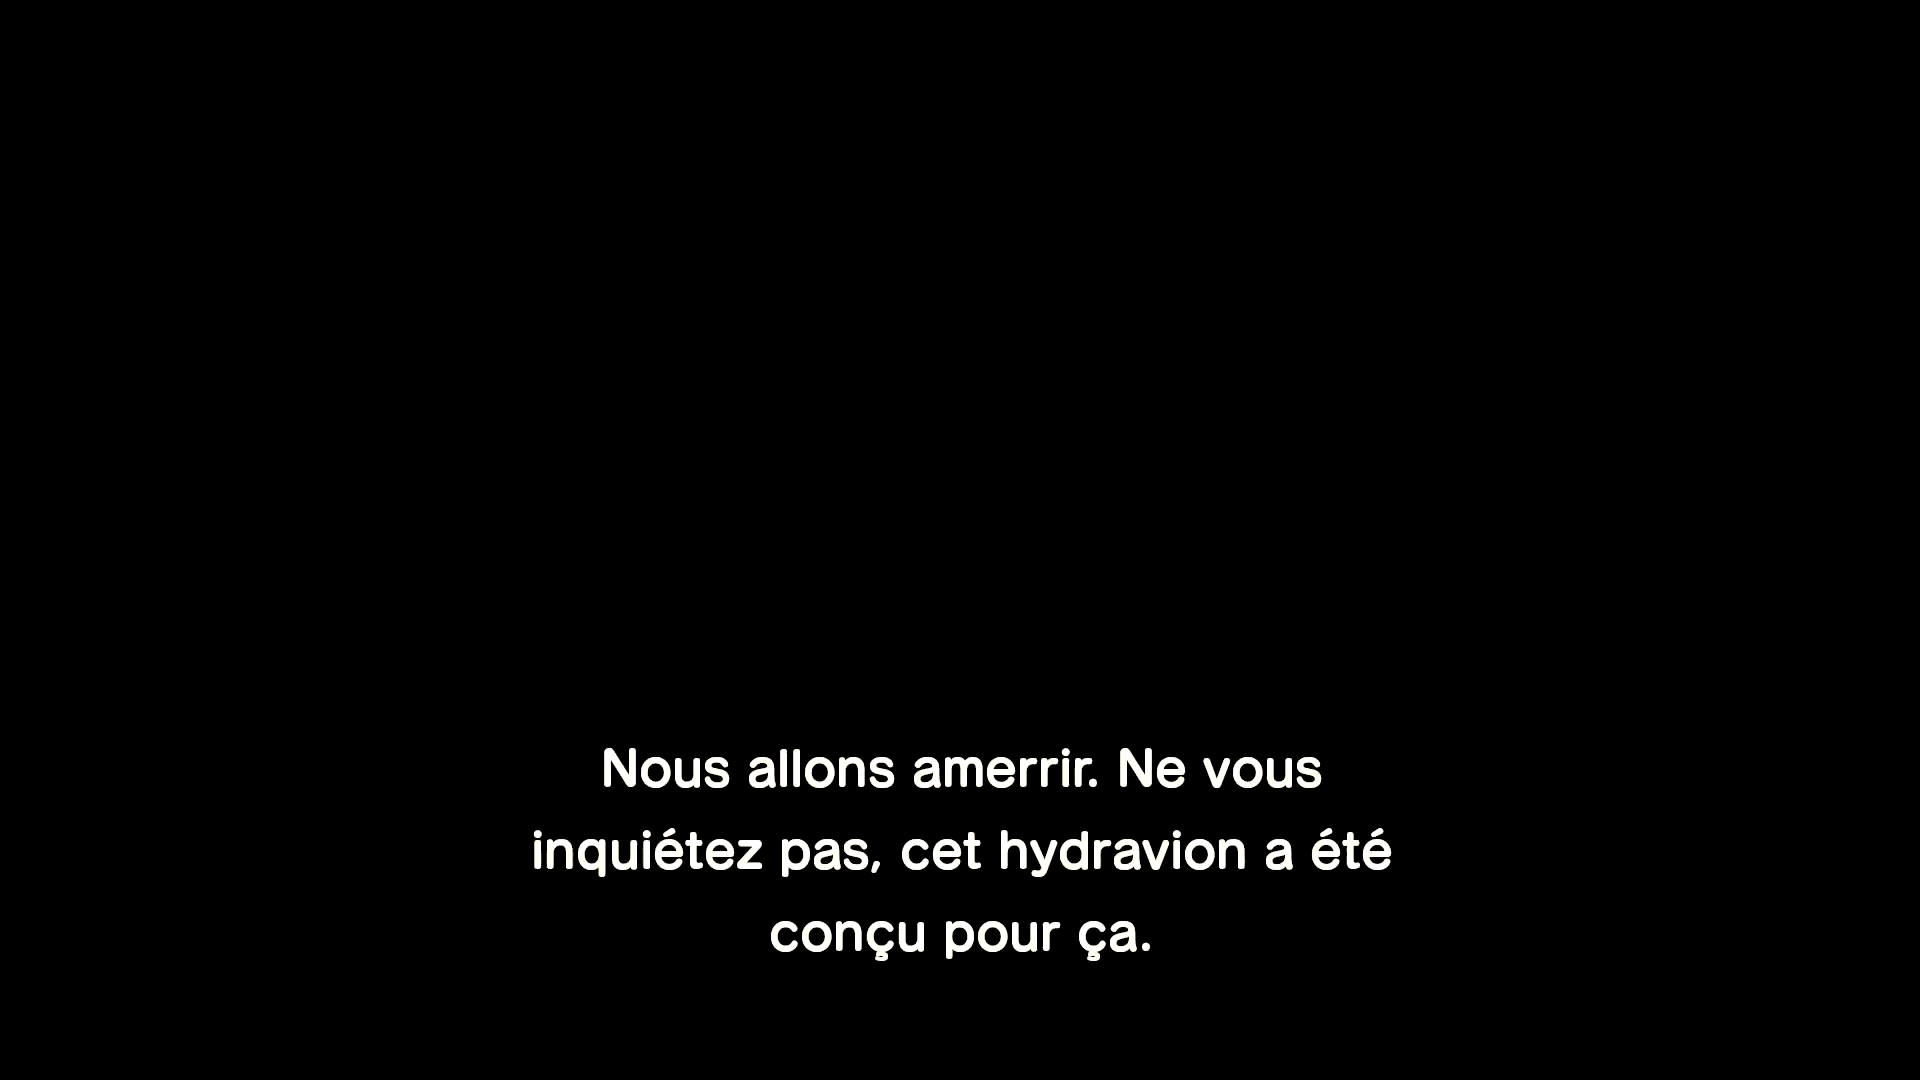 Nous allons amerrir. Ne vous
inquiétez pas, cet hydravion a été
conçu pour ça.